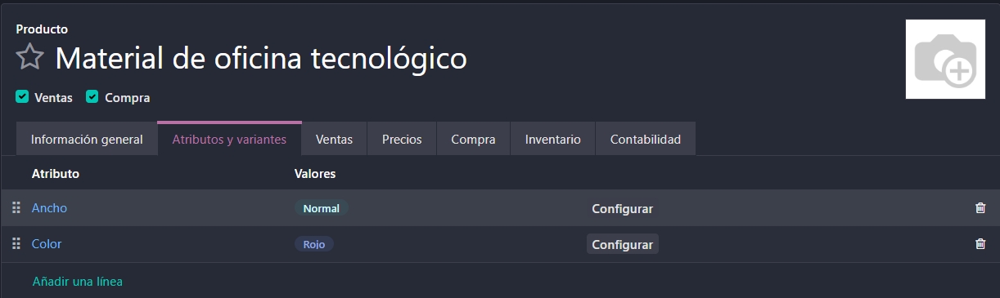 Producto
Material de oficina tecnológico
Ventas Compra
Información general Atributos y variantes Ventas Precios Compra Inventario Contabilidad
Atributo Valores
Ancho Normal Configurar
Color Rojo Configurar
Añadir una línea